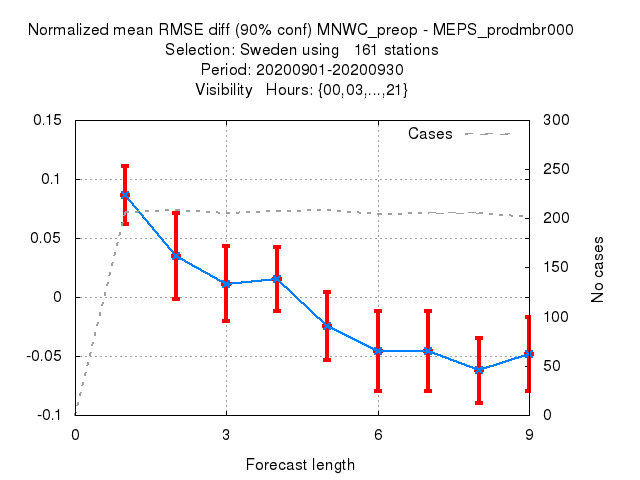 Normalized mean RMSE diff (90% conf) MNWC_preop - MEPS_prodmbr000
Selection: Sweden using   161 stations
Period: 20200901-20200930
Visibility   Hours: {00,03,...,21}
Cases
0.15
0.1
0.05
0
-0.05
-0.1
300
250
200
150
100
50
0
No cases
0
3
6
9
Forecast length